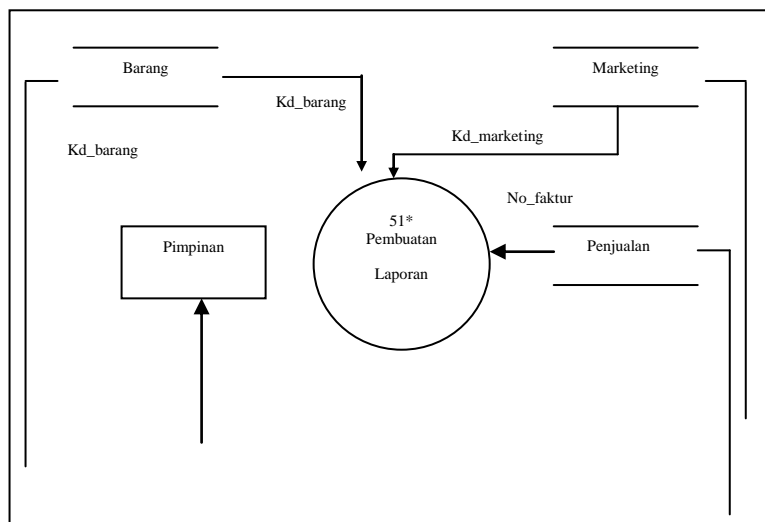 Barang
Marketing
Kd_barang
Kd_marketing
Kd_barang
No_faktur
51*
Pembuatan
Laporan
Pimpinan
Penjualan